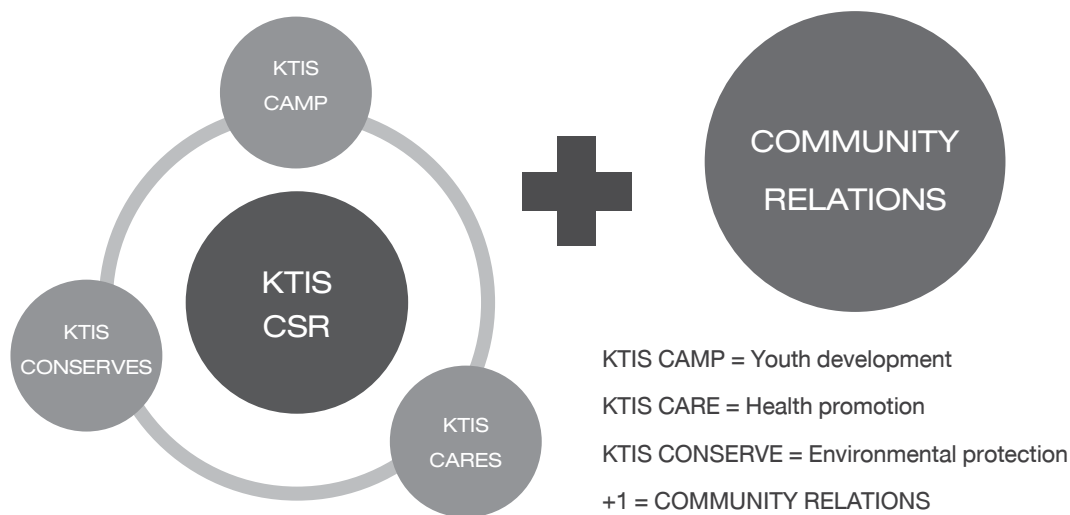 KTIS
CAMP
KTIS
CSR
KTIS
CONSERVES
KTIS
CARES
COMMUNITY
RELATIONS
KTIS CAMP = Youth development
KTIS CARE = Health promotion
KTIS CONSERVE = Environmental protection
+1 = COMMUNITY RELATIONS